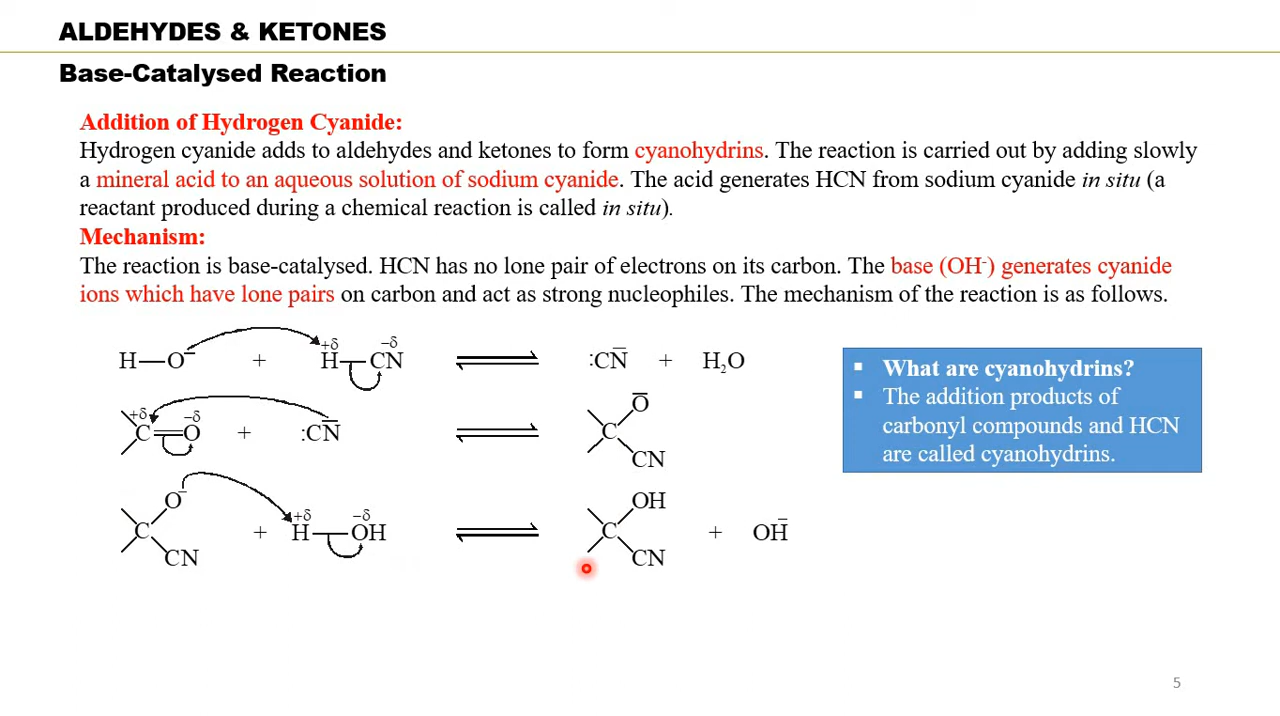 ALDEHYDES & KETONES
Base-Catalysed Reaction
Addition of Hydrogen Cyanide:
Hydrogen cyanide adds to aldehydes and ketones to form cyanohydrins. The reaction is carried out by adding slowly
a mineral acid to an aqueous solution of sodium cyanide. The acid generates HCN from sodium cyanide in situ (a
reactant produced during a chemical reaction is called in situ).
Mechanism:
The reaction is base-catalysed. HCN has no lone pair of electrons on its carbon. The base (OH⁻) generates cyanide
ions which have lone pairs on carbon and act as strong nucleophiles. The mechanism of the reaction is as follows.
+δ −δ
H—O⁻ + H—CN ⇌ :CN⁻ + H₂O
+δ −δ O⁻
C=O + :CN⁻ ⇌ C
CN
O⁻ +δ −δ OH
C + H—OH ⇌ C + OH⁻
CN CN
▪ What are cyanohydrins?
▪ The addition products of
carbonyl compounds and HCN
are called cyanohydrins.
5